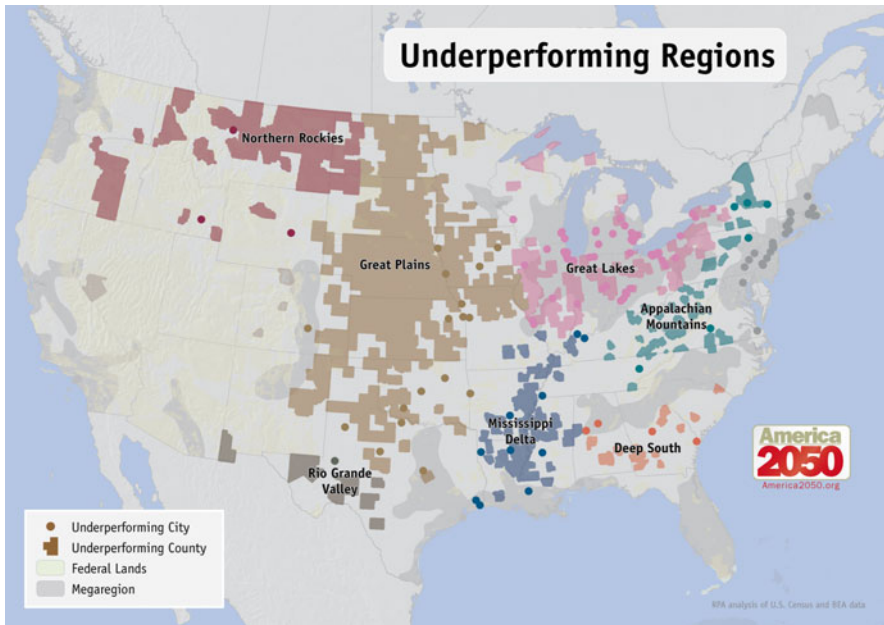 Underperforming Regions
Northern Rockies
Great Plains
Great Lakes
Appalachian
Mountains
Mississippi
Delta
Deep South
Rio Grande
Valley
America
2050
America2050.org
Underperforming City
Underperforming County
Federal Lands
Megaregion
RPA analysis of U.S. Census and BEA data